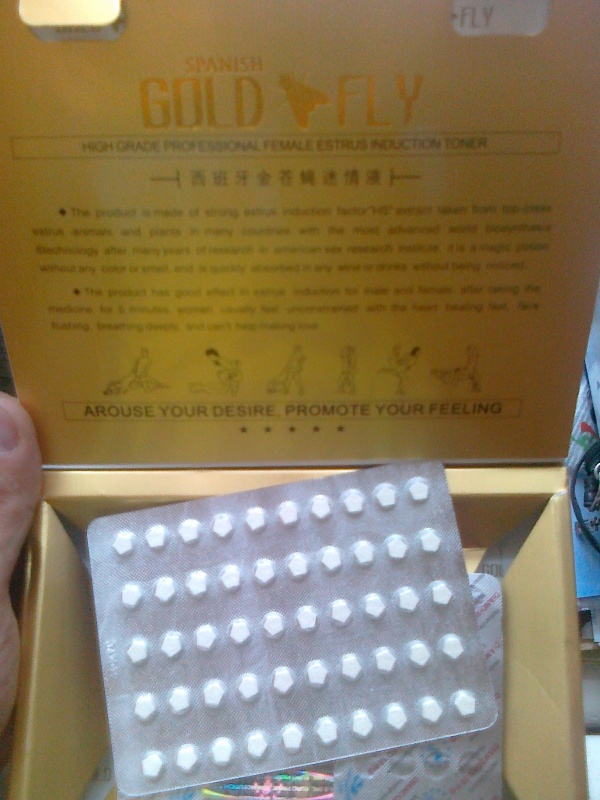 FLY
SPANISH
GOLD FLY
HIGH GRADE PROFESSIONAL FEMALE ESTRUS INDUCTION TONER
西班牙金苍蝇迷情液
◆ The product is made of strong estrus induction factor"HS" extract taken from top-class
estrus animals and plants in many countries with the most advanced world biosynthesis
after many years of research in american sex research institute, it is a magic potion
without any color or smell, and is quickly absorbed in any wine or drinks without being noticed.
◆ This product has good effect in estrus induction for male and female, after taking the
medicine for 5 minutes, women usually feel unconstrained with the heart beating fast, face
flushing, breathing deeply, and can't help making love
AROUSE YOUR DESIRE, PROMOTE YOUR FEELING
★ ★ ★ ★ ★
GOL